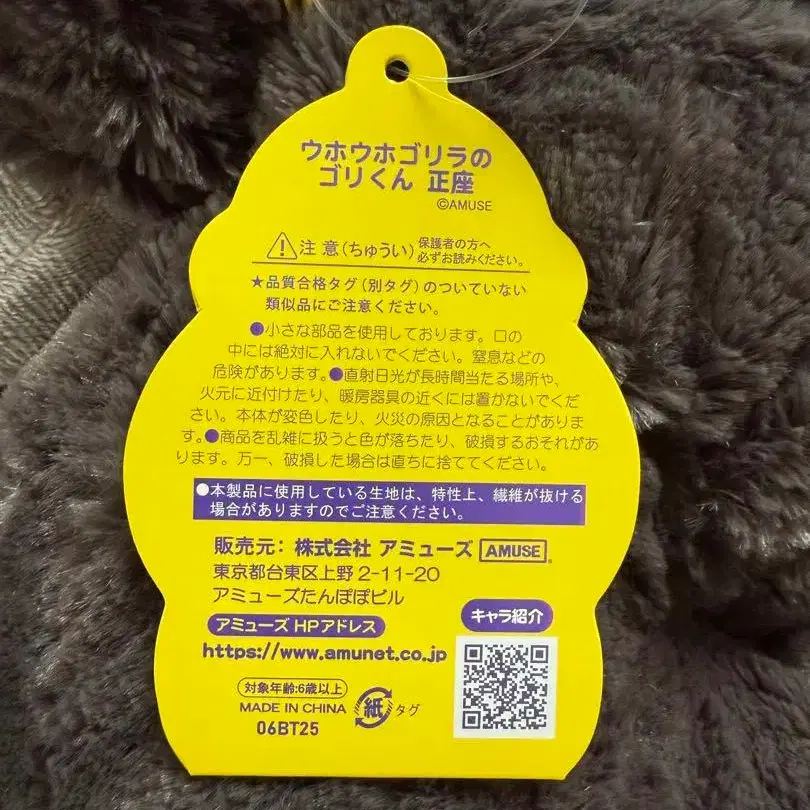 ウホウホゴリラの
ゴリくん 正座
©AMUSE
⚠注意(ちゅうい) 保護者の方へ
必ずお読みください。
★品質合格タグ(別タグ)のついていない
類似品にご注意ください。
●小さな部品を使用しております。口の
中には絶対に入れないでください。窒息などの
危険があります。●直射日光が長時間当たる場所や、
火元に近付けたり、暖房器具の近くには置かないでくだ
さい。本体が変色したり、火災の原因となることがありま
す。●商品を乱雑に扱うと色が落ちたり、破損するおそれがあ
ります。万一、破損した場合は直ちに捨ててください。
●本製品に使用している生地は、特性上、繊維が抜ける
場合がありますのでご注意ください。
販売元: 株式会社 アミューズ AMUSE®
東京都台東区上野2-11-20
アミューズたんぽぽビル
アミューズ HPアドレス
https://www.amunet.co.jp
キャラ紹介
対象年齢:6歳以上
MADE IN CHINA
06BT25
紙 タグ